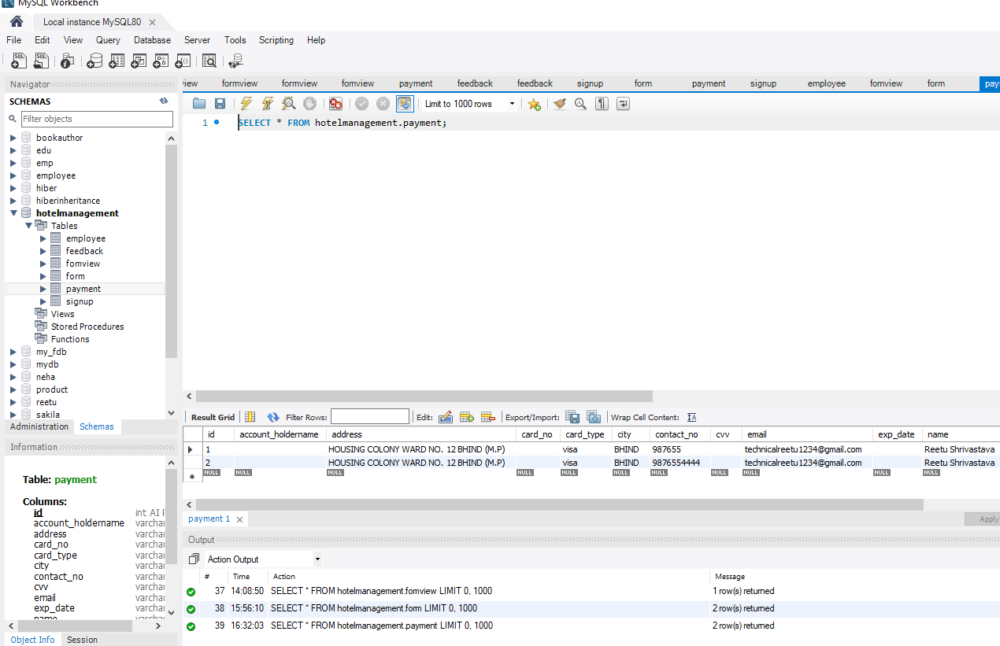 MySQL Workbench
Local instance MySQL80
File Edit View Query Database Server Tools Scripting Help
Navigator
SCHEMAS
Filter objects
bookauthor
edu
emp
employee
hiber
hiberinheritance
hotelmanagement
Tables
employee
feedback
fomview
form
payment
signup
Views
Stored Procedures
Functions
my_fdb
mydb
neha
product
reetu
sakila
Administration Schemas
Information
Table: payment
Columns:
id int AI P
account_holdername varchar
address varchar
card_no varchar
card_type varchar
city varchar
contact_no varchar
cvv varchar
email varchar
exp_date varchar
name varchar
Object Info Session
view formview formview fomview payment feedback feedback signup form payment signup employee fomview form pay
Limit to 1000 rows
1 SELECT * FROM hotelmanagement.payment;
Result Grid Filter Rows: Edit: Export/Import: Wrap Cell Content:
id account_holdername address card_no card_type city contact_no cvv email exp_date name
1 HOUSING COLONY WARD NO. 12 BHIND (M.P) visa BHIND 987655 technicalreetu1234@gmail.com Reetu Shrivastava
2 HOUSING COLONY WARD NO. 12 BHIND (M.P) visa BHIND 9876554444 technicalreetu1234@gmail.com Reetu Shrivastava
NULL NULL NULL NULL NULL NULL NULL NULL NULL NULL NULL
payment 1
Apply
Output
Action Output
# Time Action Message
37 14:08:50 SELECT * FROM hotelmanagement.fomview LIMIT 0, 1000 1 row(s) returned
38 15:56:10 SELECT * FROM hotelmanagement.form LIMIT 0, 1000 2 row(s) returned
39 16:32:03 SELECT * FROM hotelmanagement.payment LIMIT 0, 1000 2 row(s) returned